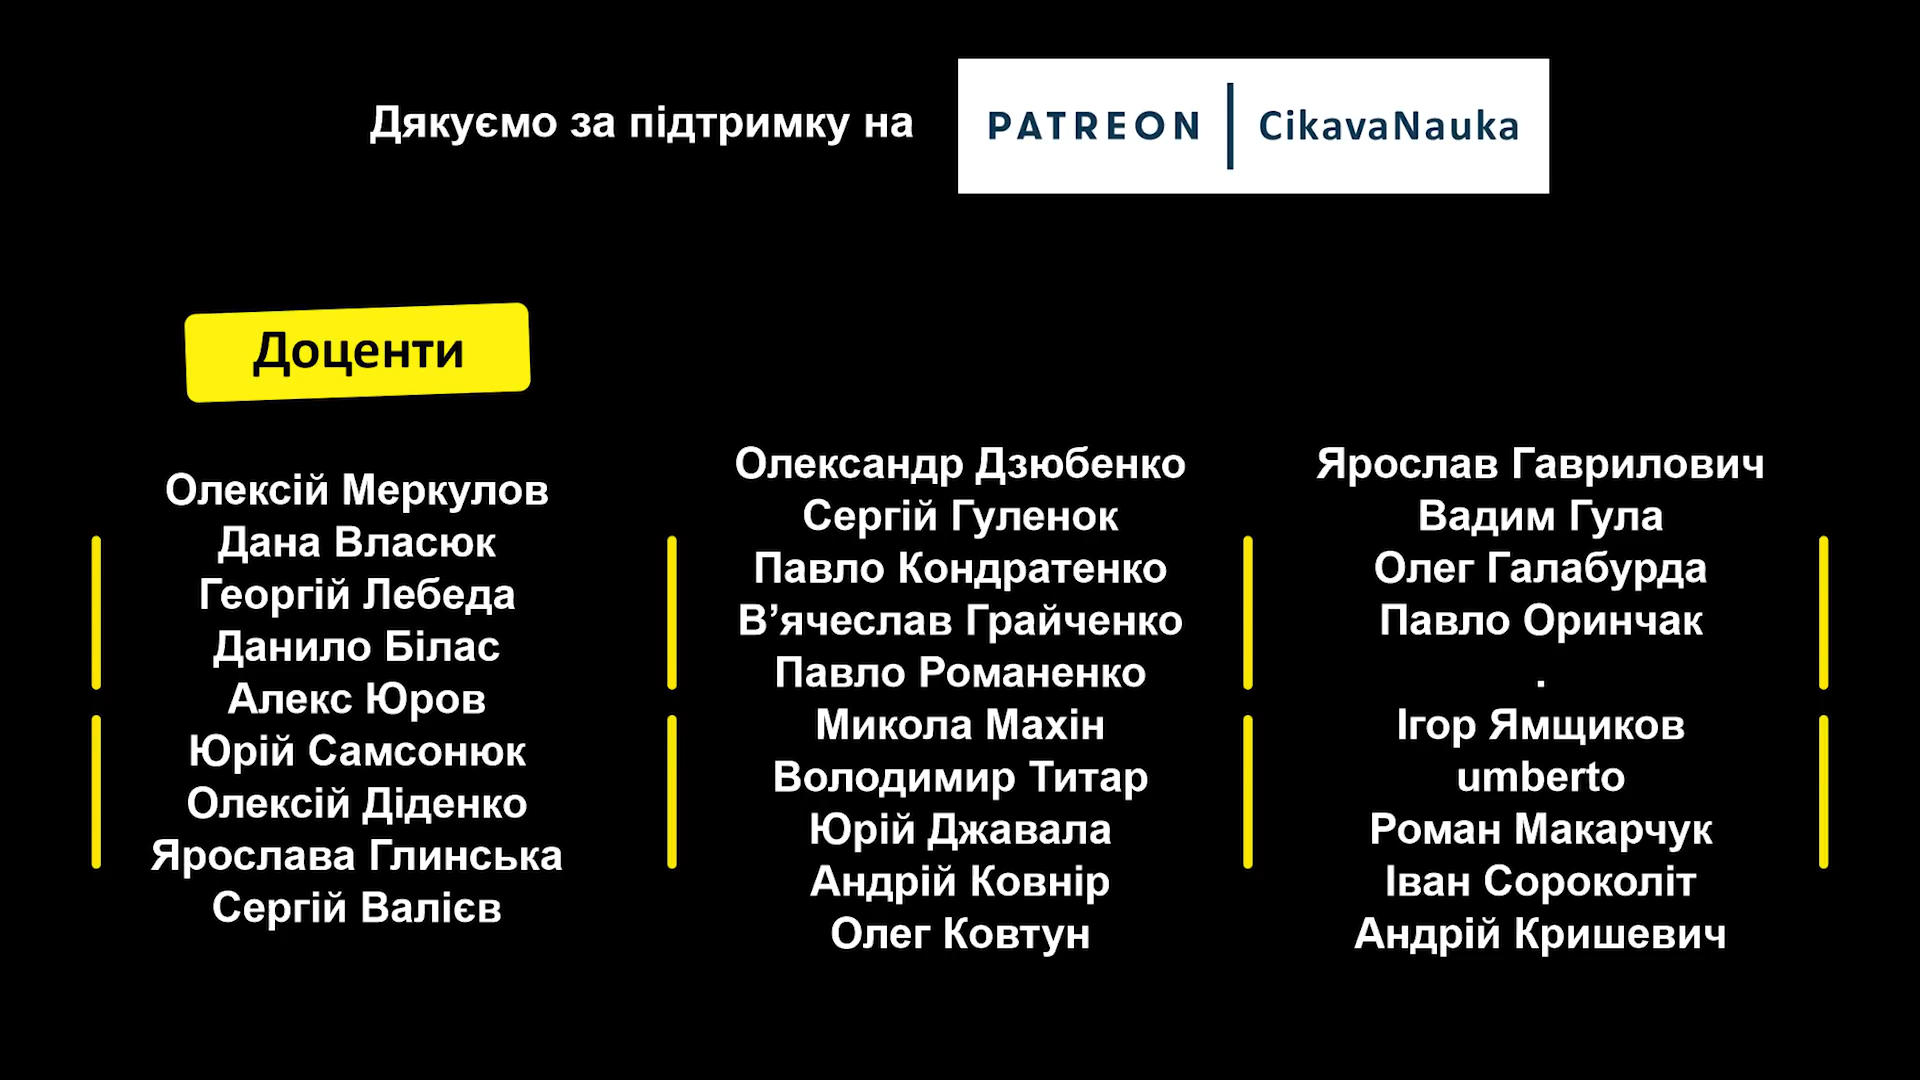 Дякуємо за підтримку на
PATREON | CikavaNauka
Доценти
Олексій Меркулов
Дана Власюк
Георгій Лебеда
Данило Білас
Алекс Юров
Юрій Самсонюк
Олексій Діденко
Ярослава Глинська
Сергій Валієв
Олександр Дзюбенко
Сергій Гуленок
Павло Кондратенко
В’ячеслав Грайченко
Павло Романенко
Микола Махін
Володимир Титар
Юрій Джавала
Андрій Ковнір
Олег Ковтун
Ярослав Гаврилович
Вадим Гула
Олег Галабурда
Павло Оринчак
.
Ігор Ямщиков
umberto
Роман Макарчук
Іван Сороколіт
Андрій Кришевич